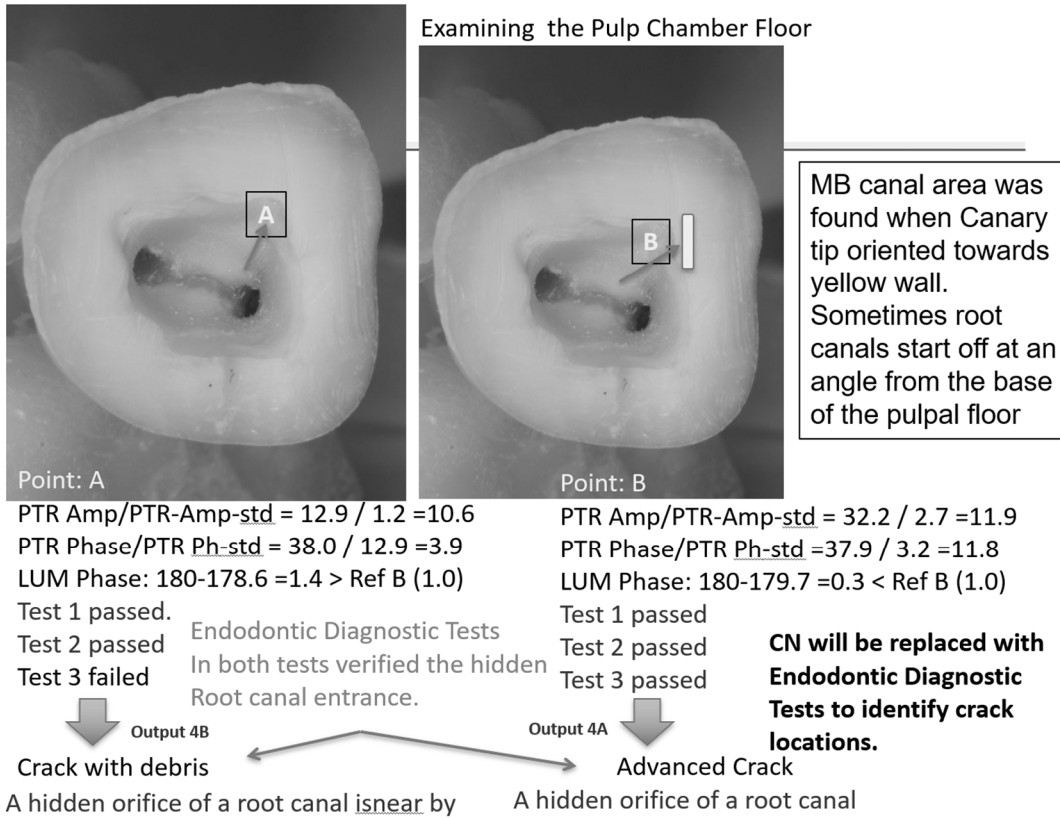 Examining the Pulp Chamber Floor
A
B
MB canal area was
found when Canary
tip oriented towards
yellow wall.
Sometimes root
canals start off at an
angle from the base
of the pulpal floor
Point: A
PTR Amp/PTR-Amp-std = 12.9 / 1.2 =10.6
PTR Phase/PTR Ph-std = 38.0 / 12.9 =3.9
LUM Phase: 180-178.6 =1.4 > Ref B (1.0)
Test 1 passed.
Test 2 passed
Test 3 failed
Endodontic Diagnostic Tests
In both tests verified the hidden
Root canal entrance.
Output 4B
Crack with debris
A hidden orifice of a root canal isnear by
Point: B
PTR Amp/PTR-Amp-std = 32.2 / 2.7 =11.9
PTR Phase/PTR Ph-std =37.9 / 3.2 =11.8
LUM Phase: 180-179.7 =0.3 < Ref B (1.0)
Test 1 passed
Test 2 passed
Test 3 passed
Output 4A
Advanced Crack
A hidden orifice of a root canal
CN will be replaced with
Endodontic Diagnostic
Tests to identify crack
locations.